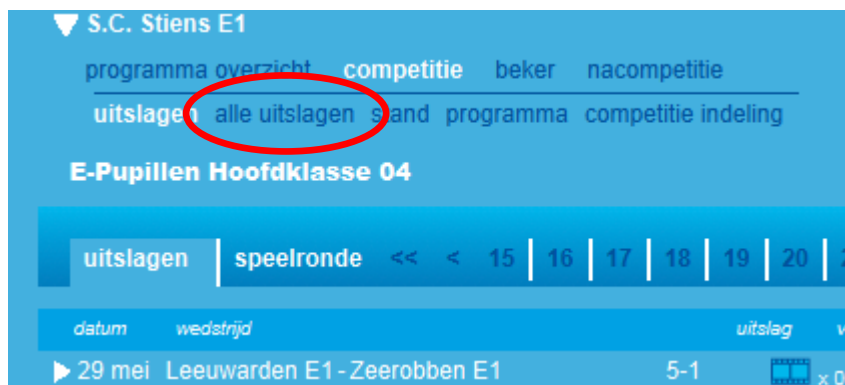 S.C. Stiens E1
programma overzicht competitie beker nacompetitie
uitslagen alle uitslagen stand programma competitie indeling
E-Pupillen Hoofdklasse 04
uitslagen speelronde << < 15 16 17 18 19 20
datum wedstrijd uitslag
29 mei Leeuwarden E1 - Zeerobben E1 5-1 x 0